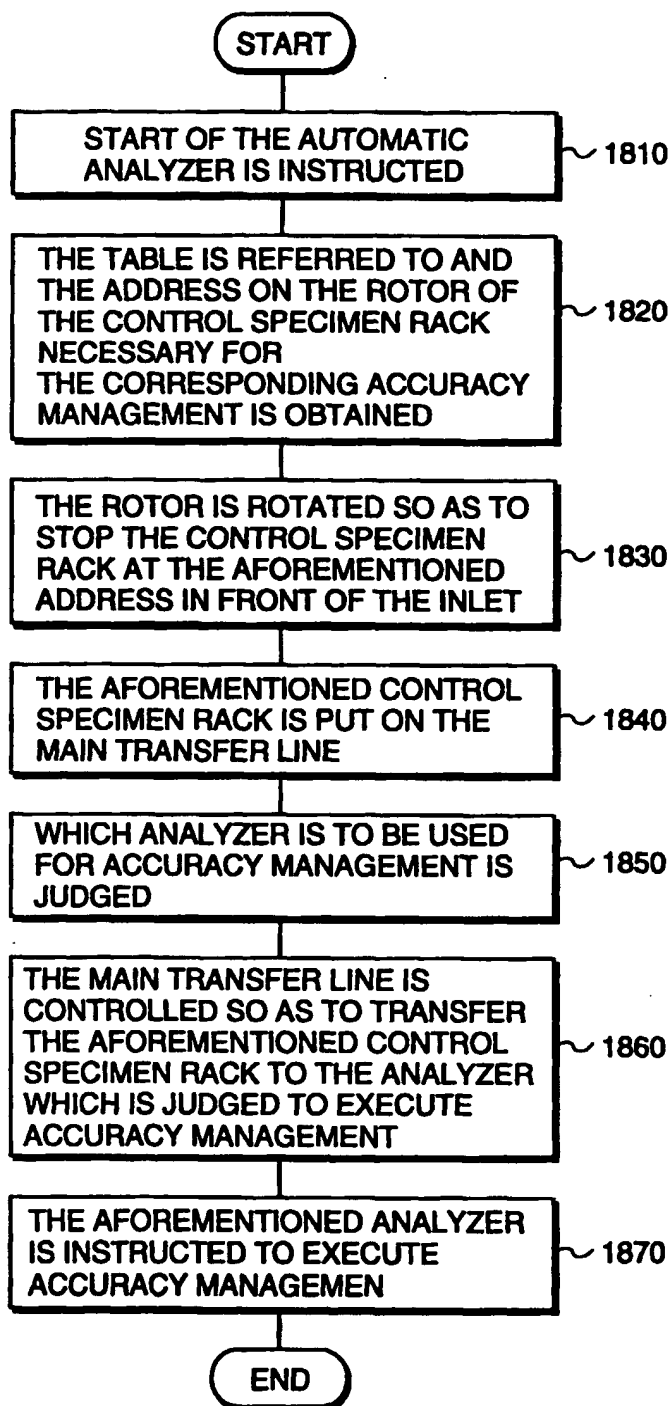 START
START OF THE AUTOMATIC
ANALYZER IS INSTRUCTED
1810
THE TABLE IS REFERRED TO AND
THE ADDRESS ON THE ROTOR OF
THE CONTROL SPECIMEN RACK
NECESSARY FOR
THE CORRESPONDING ACCURACY
MANAGEMENT IS OBTAINED
1820
THE ROTOR IS ROTATED SO AS TO
STOP THE CONTROL SPECIMEN
RACK AT THE AFOREMENTIONED
ADDRESS IN FRONT OF THE INLET
1830
THE AFOREMENTIONED CONTROL
SPECIMEN RACK IS PUT ON THE
MAIN TRANSFER LINE
1840
WHICH ANALYZER IS TO BE USED
FOR ACCURACY MANAGEMENT IS
JUDGED
1850
THE MAIN TRANSFER LINE IS
CONTROLLED SO AS TO TRANSFER
THE AFOREMENTIONED CONTROL
SPECIMEN RACK TO THE ANALYZER
WHICH IS JUDGED TO EXECUTE
ACCURACY MANAGEMENT
1860
THE AFOREMENTIONED ANALYZER
IS INSTRUCTED TO EXECUTE
ACCURACY MANAGEMEN
1870
END